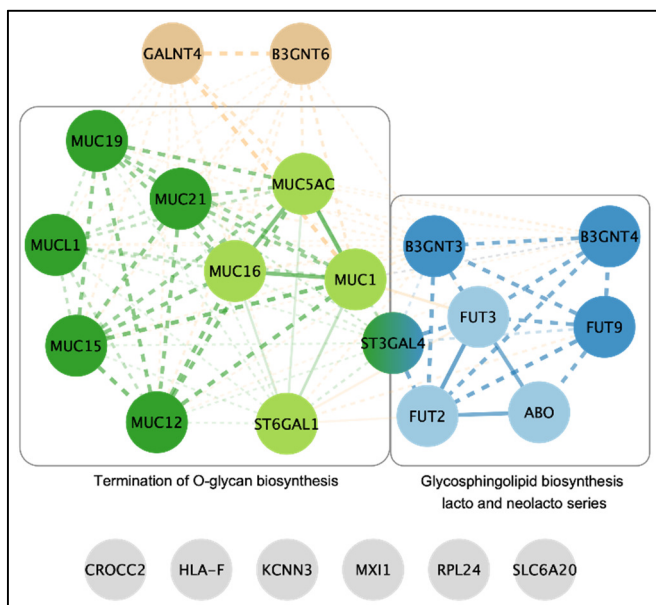 GALNT4
B3GNT6
MUC19
MUC21
MUC5AC
MUCL1
MUC16
MUC1
B3GNT3
B3GNT4
MUC15
ST3GAL4
FUT3
FUT9
MUC12
ST6GAL1
FUT2
ABO
Termination of O-glycan biosynthesis
Glycosphingolipid biosynthesis
lacto and neolacto series
CROCC2
HLA-F
KCNN3
MXI1
RPL24
SLC6A20